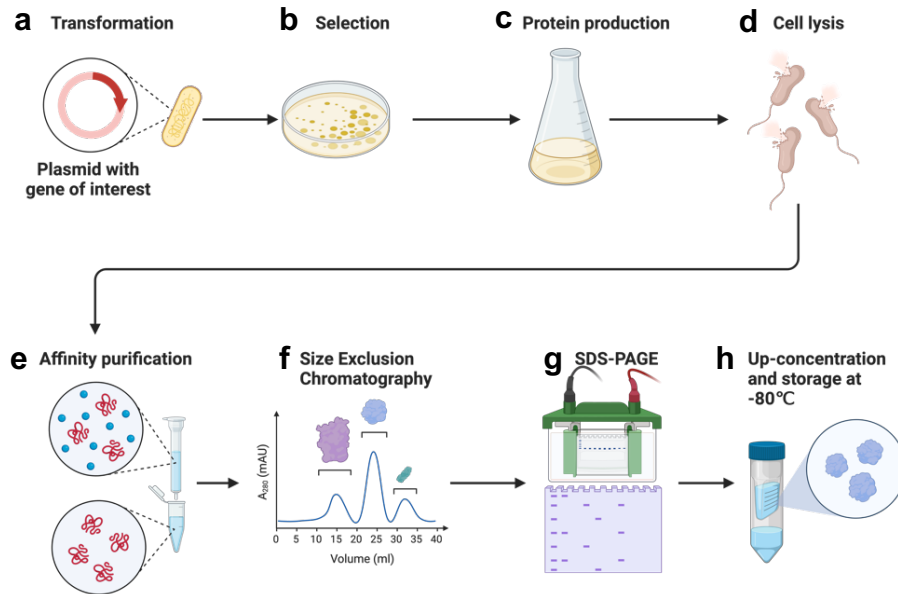 a Transformation
Plasmid with
gene of interest
b Selection
c Protein production
d Cell lysis
e Affinity purification
f Size Exclusion
Chromatography
A280 (mAU)
0 5 10 15 20 25 30 35 40
Volume (ml)
g SDS-PAGE
h Up-concentration
and storage at
-80℃